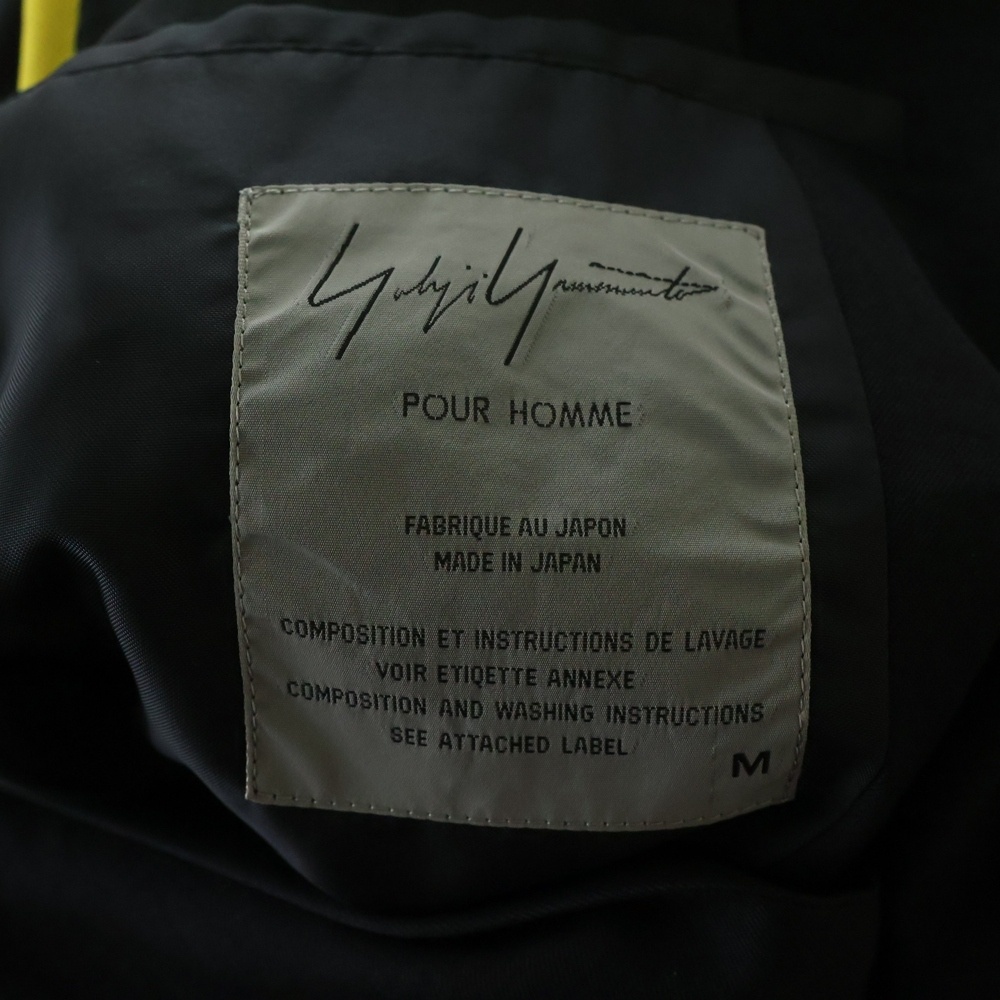 Yohji Yamamoto
POUR HOMME
FABRIQUE AU JAPON
MADE IN JAPAN
COMPOSITION ET INSTRUCTIONS DE LAVAGE
VOIR ETIQETTE ANNEXE
COMPOSITION AND WASHING INSTRUCTIONS
SEE ATTACHED LABEL
M